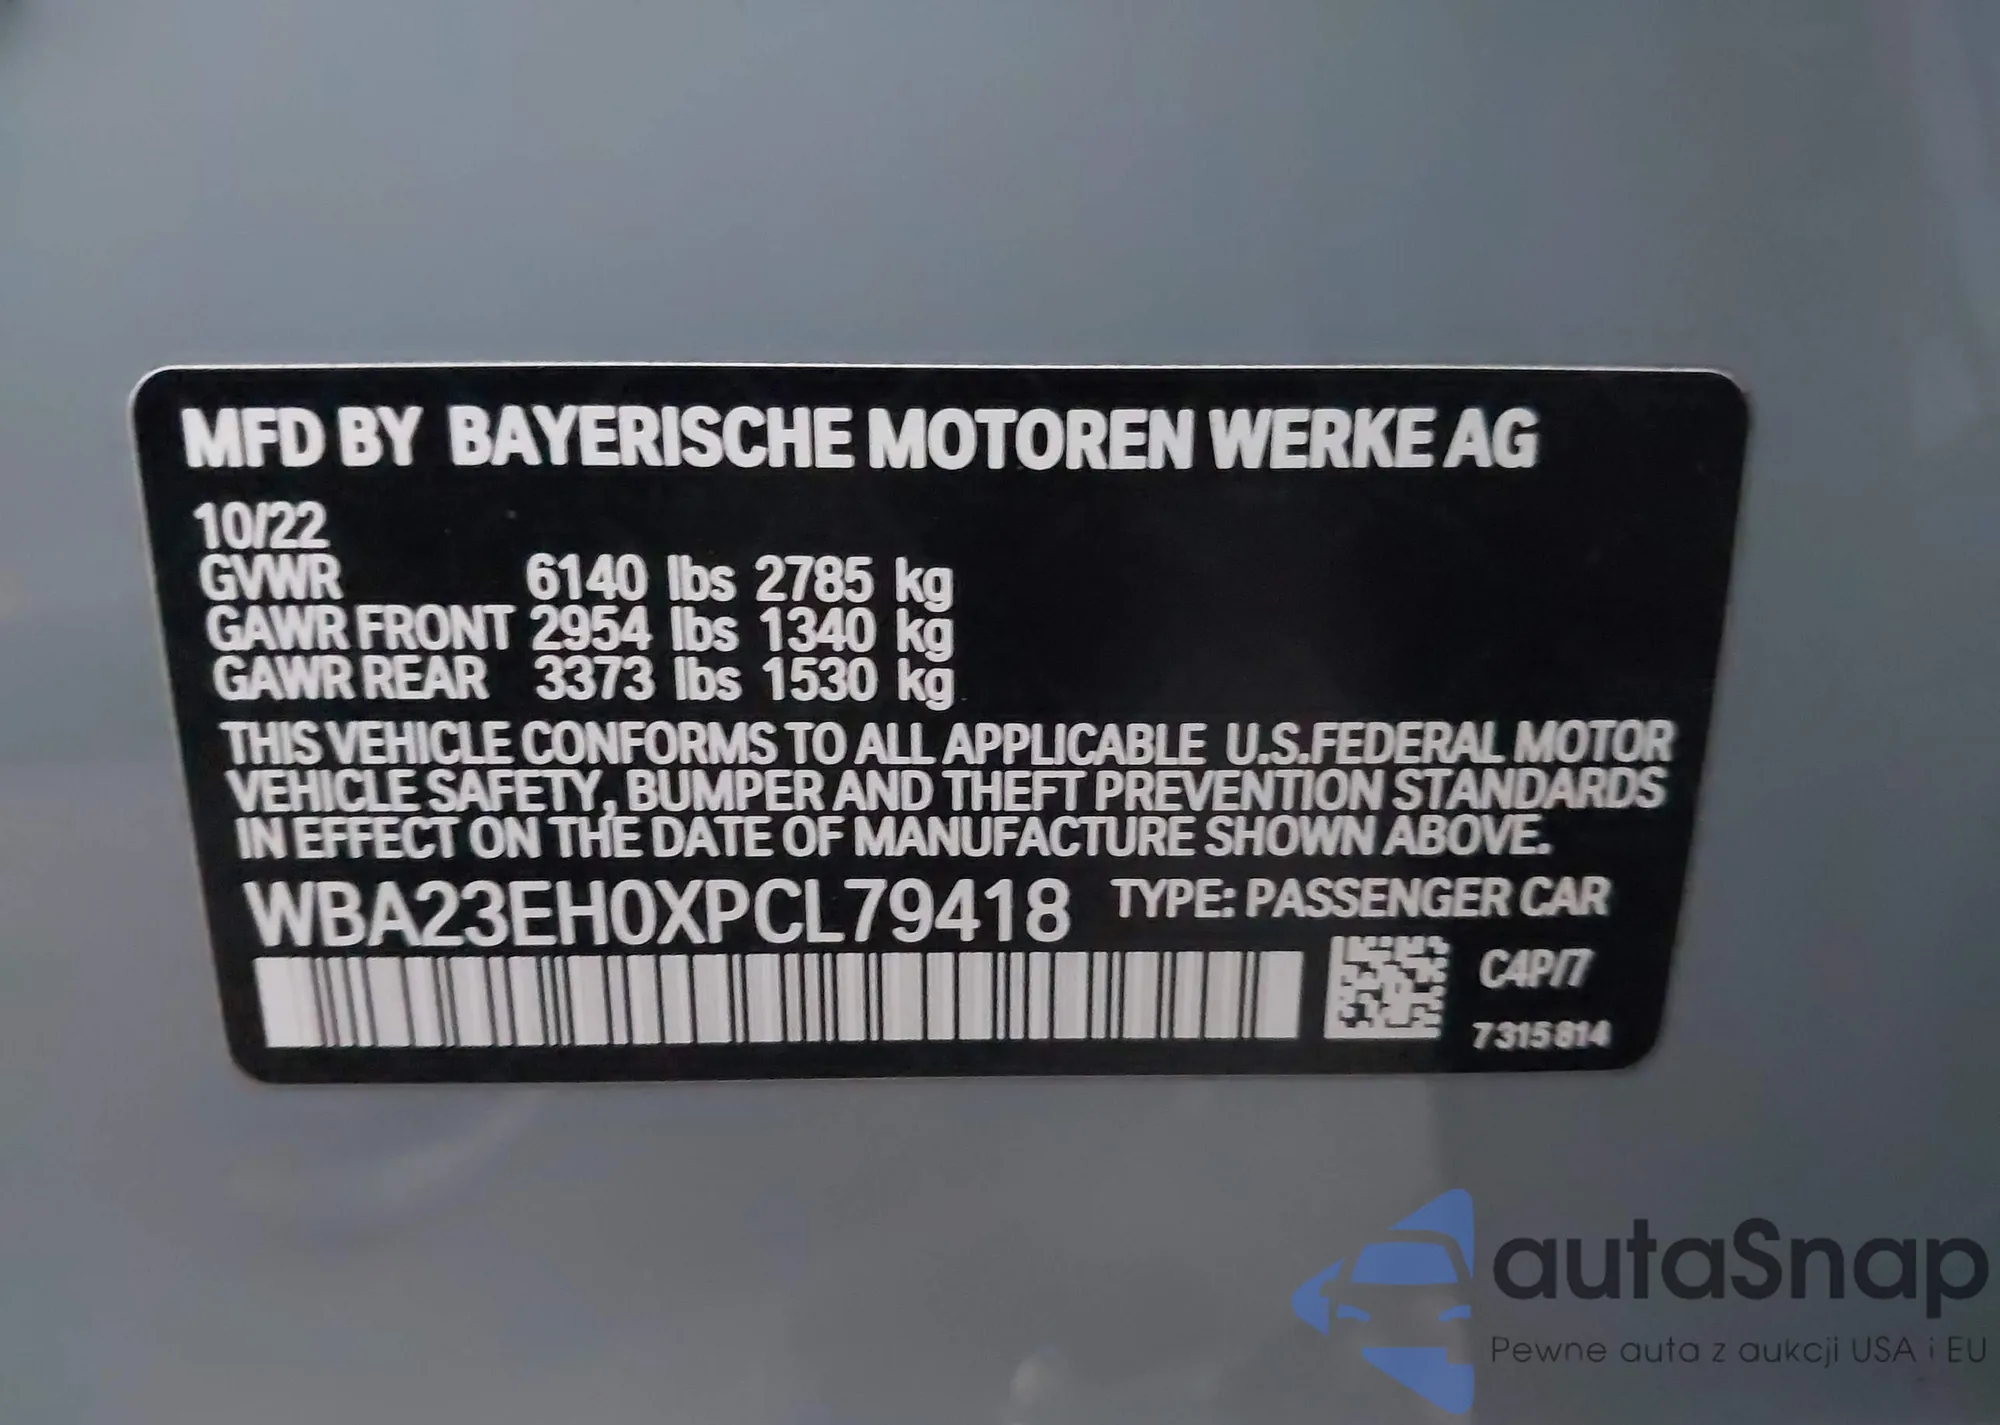 MFD BY BAYERISCHE MOTOREN WERKE AG
10/22
GVWR 6140 lbs 2785 kg
GAWR FRONT 2954 lbs 1340 kg
GAWR REAR 3373 lbs 1530 kg
THIS VEHICLE CONFORMS TO ALL APPLICABLE U.S.FEDERAL MOTOR
VEHICLE SAFETY, BUMPER AND THEFT PREVENTION STANDARDS
IN EFFECT ON THE DATE OF MANUFACTURE SHOWN ABOVE.
WBA23EH0XPCL79418 TYPE: PASSENGER CAR
C4P/7
7315814
autaSnap
Pewne auta z aukcji USA i EU